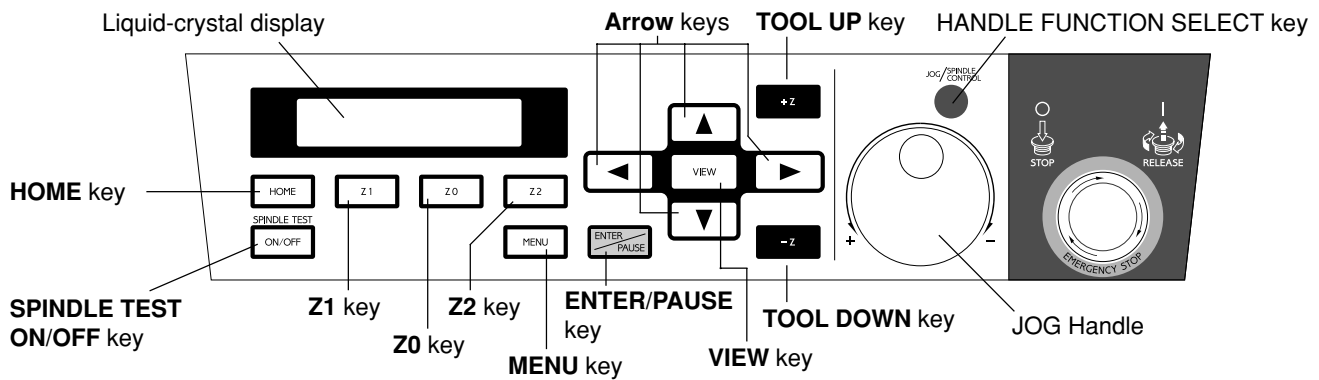 Liquid-crystal display
Arrow keys
TOOL UP key
HANDLE FUNCTION SELECT key
JOG/SPINDLE
CONTROL
+Z
STOP
RELEASE
VIEW
HOME key
HOME
Z1
Z0
Z2
SPINDLE TEST
ON/OFF
MENU
ENTER
PAUSE
-Z
+
-
EMERGENCY STOP
SPINDLE TEST
ON/OFF key
Z1 key
Z0 key
Z2 key
MENU key
ENTER/PAUSE
key
VIEW key
TOOL DOWN key
JOG Handle